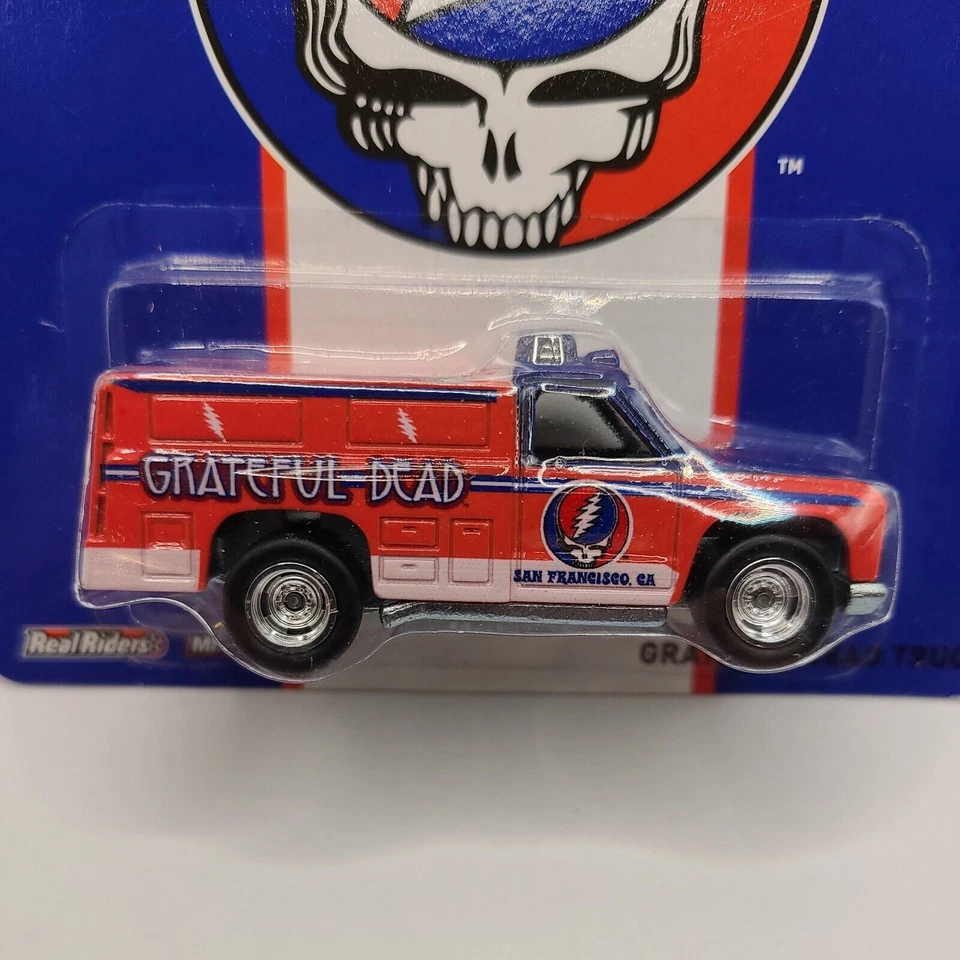 TM
GRATEFUL DEAD
SAN FRANCISCO, CA
Real Riders